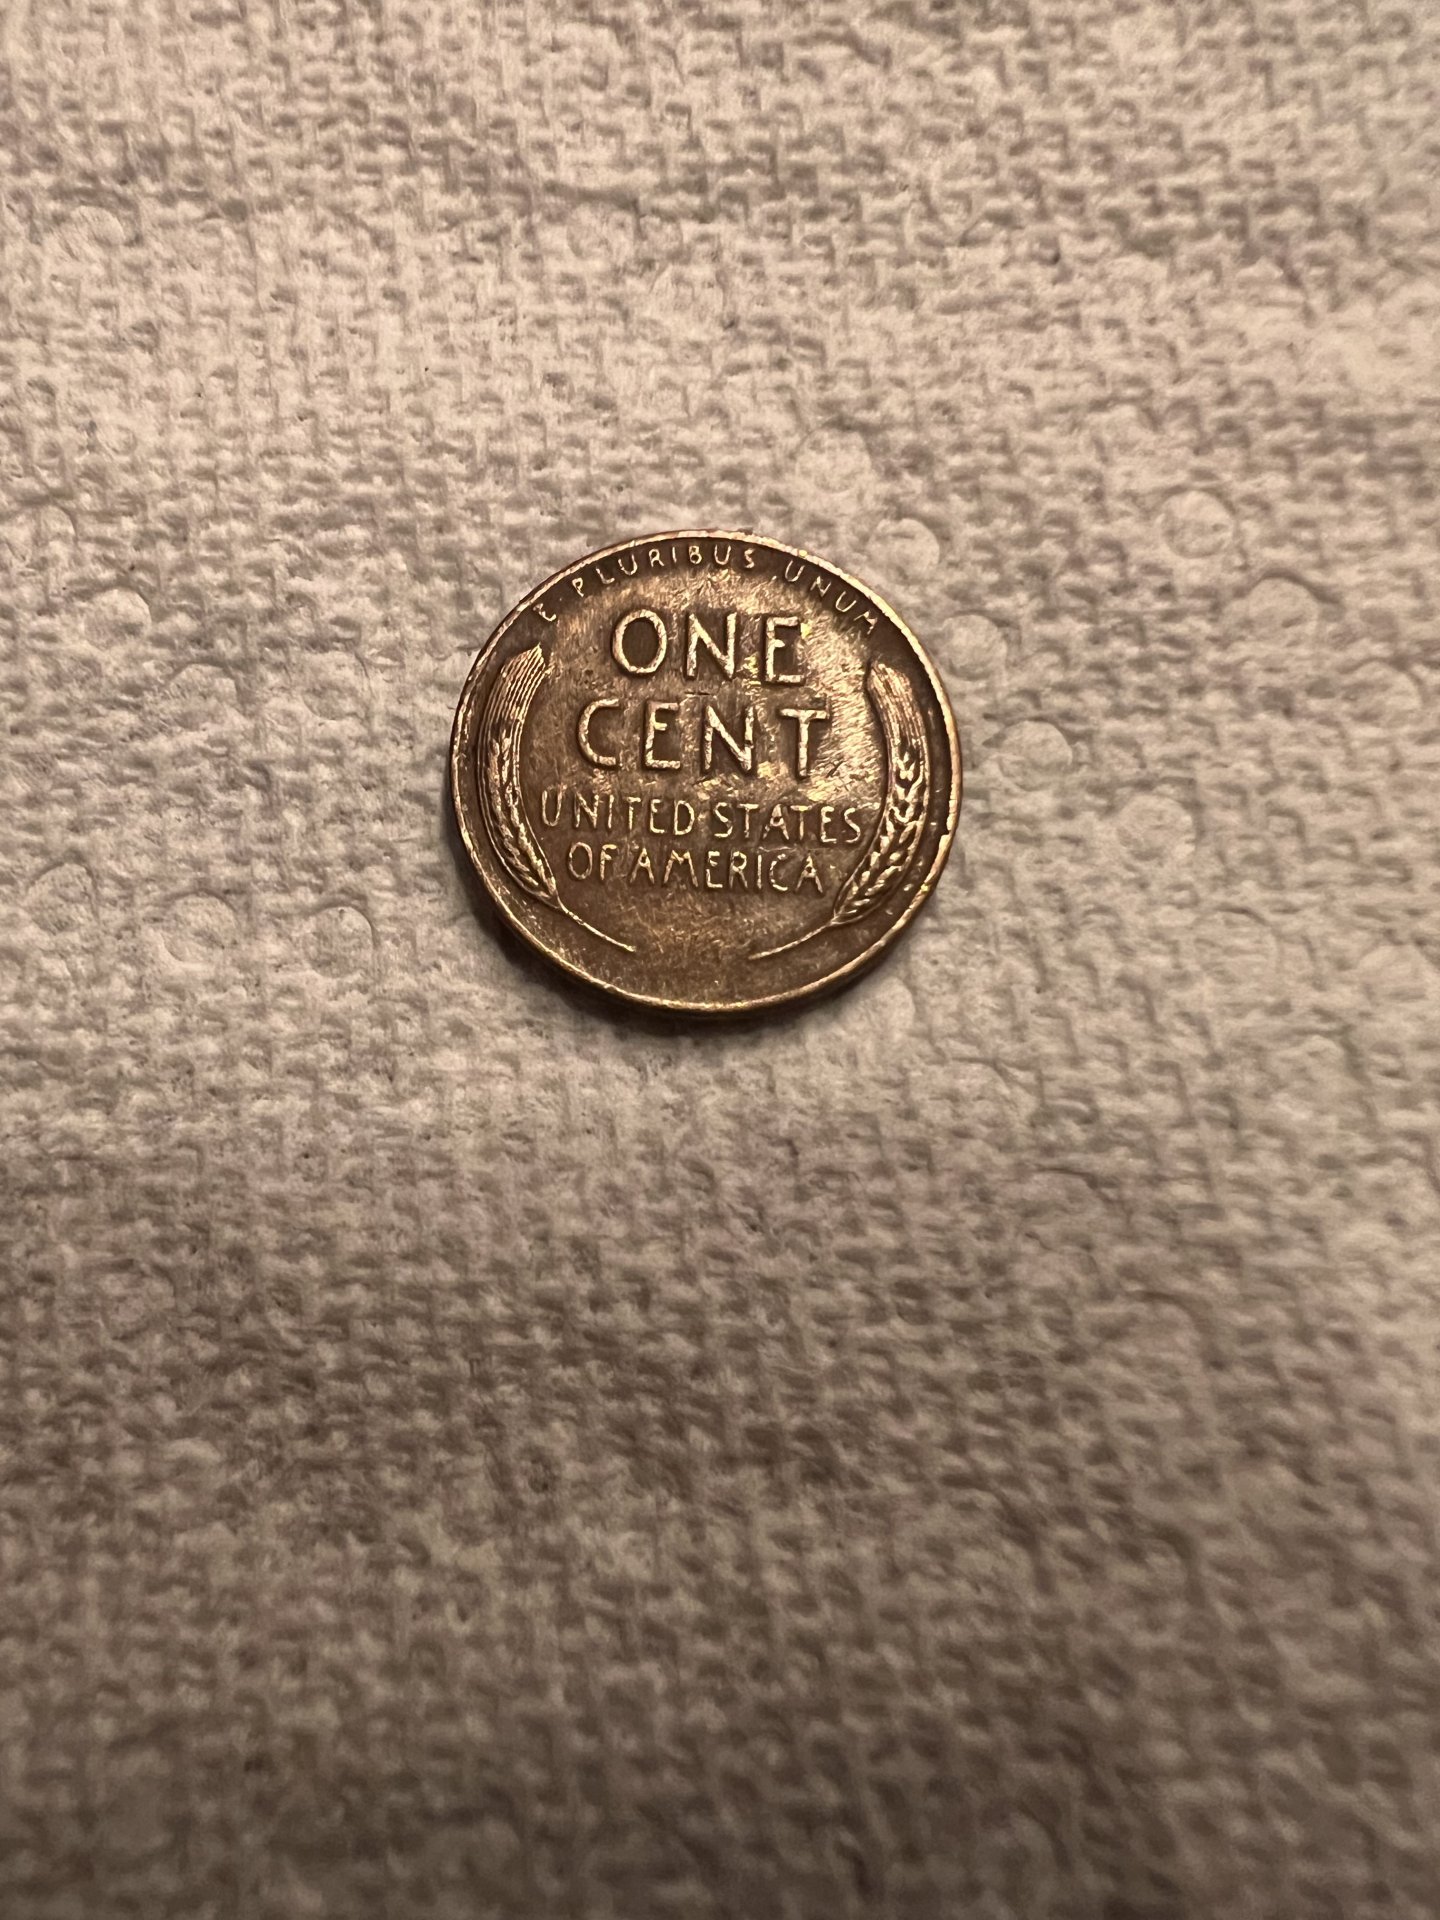 E PLURIBUS UNUM
ONE
CENT
UNITED·STATES
OF AMERICA